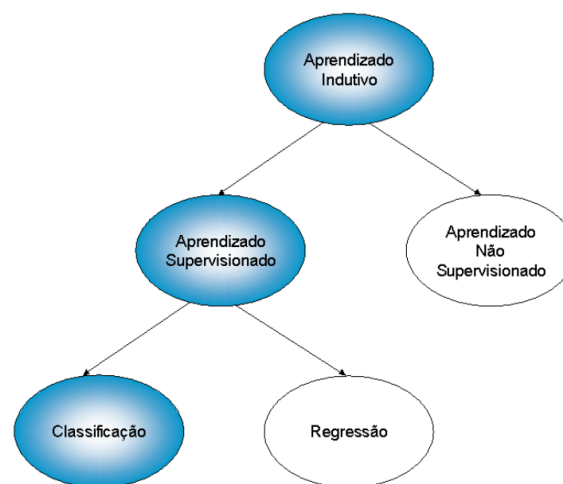 Aprendizado
Indutivo
Aprendizado
Supervisionado
Aprendizado
Não
Supervisionado
Classificação
Regressão